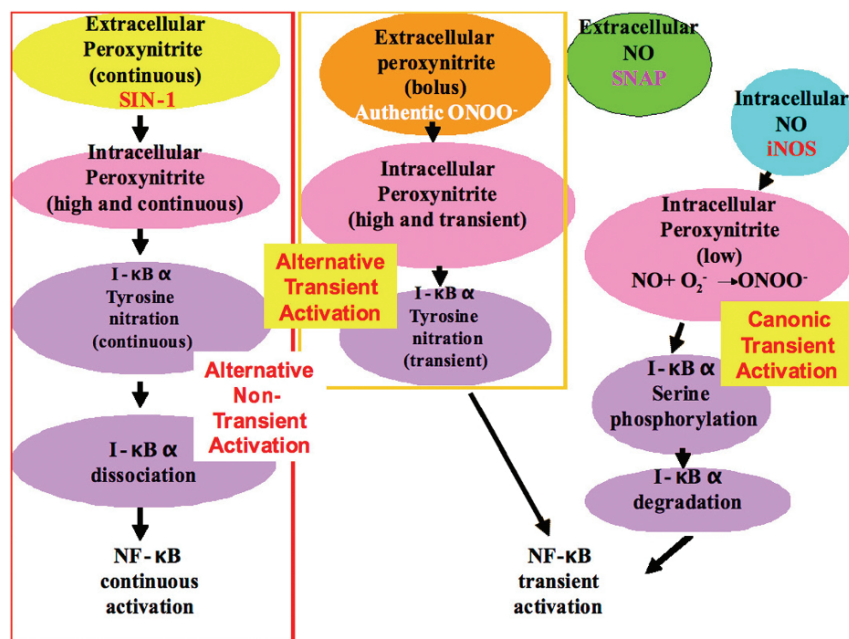 Extracellular
Peroxynitrite
(continuous)
SIN-1
Intracellular
Peroxynitrite
(high and continuous)
I-κB α
Tyrosine
nitration
(continuous)
Alternative
Non-
Transient
Activation
I-κB α
dissociation
NF-κB
continuous
activation
Extracellular
peroxynitrite
(bolus)
Authentic ONOO⁻
Intracellular
Peroxynitrite
(high and transient)
Alternative
Transient
Activation
I-κB α
Tyrosine
nitration
(transient)
Extracellular
NO
SNAP
Intracellular
NO
iNOS
Intracellular
Peroxynitrite
(low)
NO+ O₂⁻ →ONOO⁻
Canonic
Transient
Activation
I-κB α
Serine
phosphorylation
I-κB α
degradation
NF-κB
transient
activation